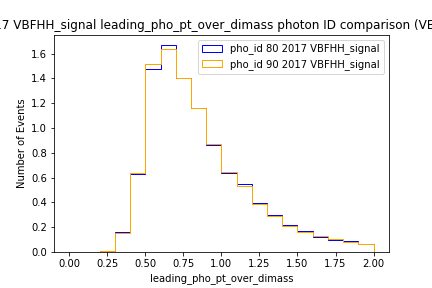 17 VBFHH_signal leading_pho_pt_over_dimass photon ID comparison (VB
pho_id 80 2017 VBFHH_signal
pho_id 90 2017 VBFHH_signal
Number of Events
1.6
1.4
1.2
1.0
0.8
0.6
0.4
0.2
0.0
0.00 0.25 0.50 0.75 1.00 1.25 1.50 1.75 2.00
leading_pho_pt_over_dimass